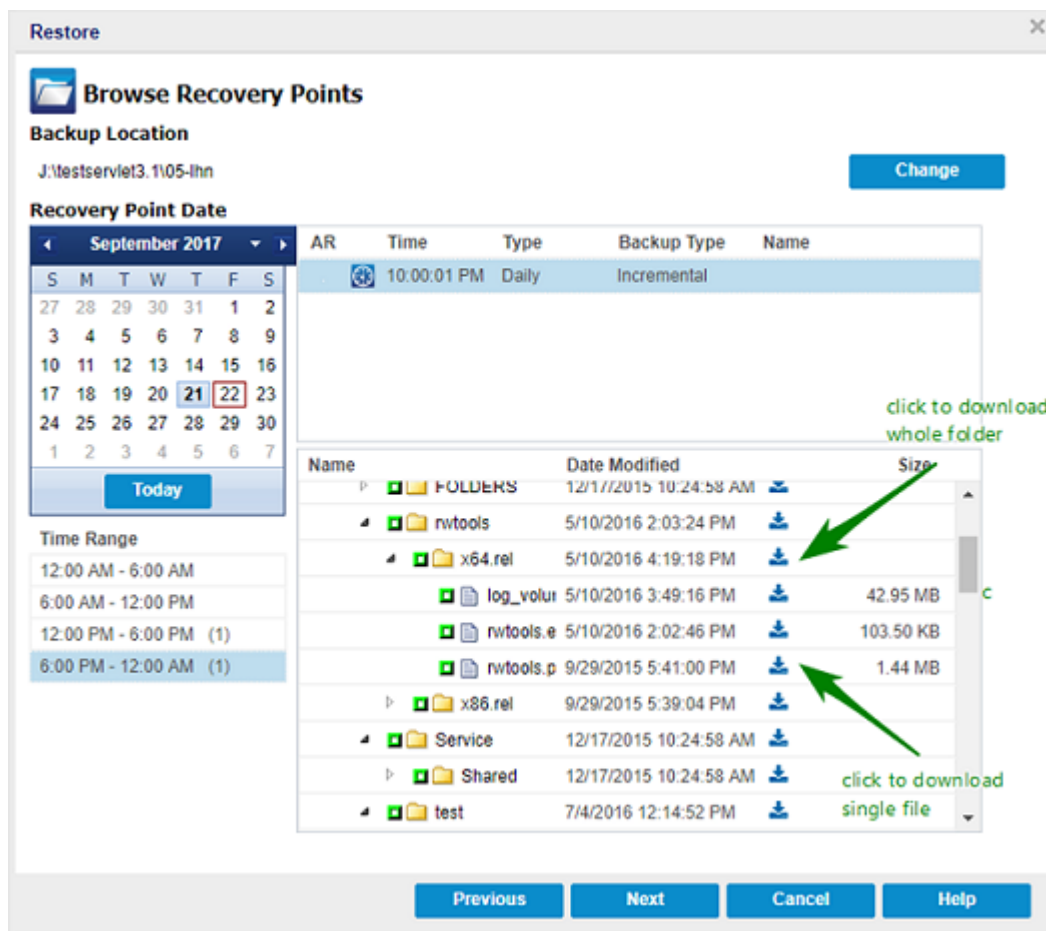 Restore
Browse Recovery Points
Backup Location
J:\testservlet3.1\05-lhn
Change
Recovery Point Date
September 2017
S M T W T F S
27 28 29 30 31 1 2
3 4 5 6 7 8 9
10 11 12 13 14 15 16
17 18 19 20 21 22 23
24 25 26 27 28 29 30
1 2 3 4 5 6 7
Today
Time Range
12:00 AM - 6:00 AM
6:00 AM - 12:00 PM
12:00 PM - 6:00 PM (1)
6:00 PM - 12:00 AM (1)
AR Time Type Backup Type Name
10:00:01 PM Daily Incremental
click to download
whole folder
Name Date Modified Size
FOLDERS 12/17/2015 10:24:58 AM
rwtools 5/10/2016 2:03:24 PM
x64.rel 5/10/2016 4:19:18 PM
log_volu 5/10/2016 3:49:16 PM 42.95 MB c
rwtools.e 5/10/2016 2:02:46 PM 103.50 KB
rwtools.p 9/29/2015 5:41:00 PM 1.44 MB
x86.rel 9/29/2015 5:39:04 PM
Service 12/17/2015 10:24:58 AM
Shared 12/17/2015 10:24:58 AM
test 7/4/2016 12:14:52 PM
click to download
single file
Previous Next Cancel Help